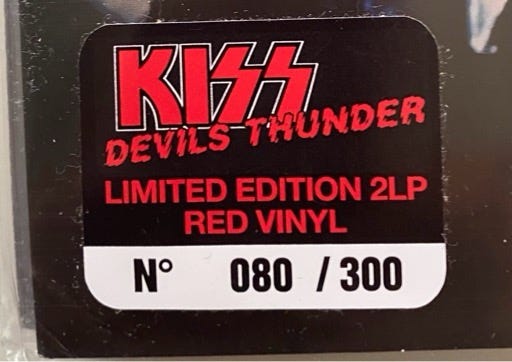 KISS
DEVILS THUNDER
LIMITED EDITION 2LP
RED VINYL
N° 080 / 300